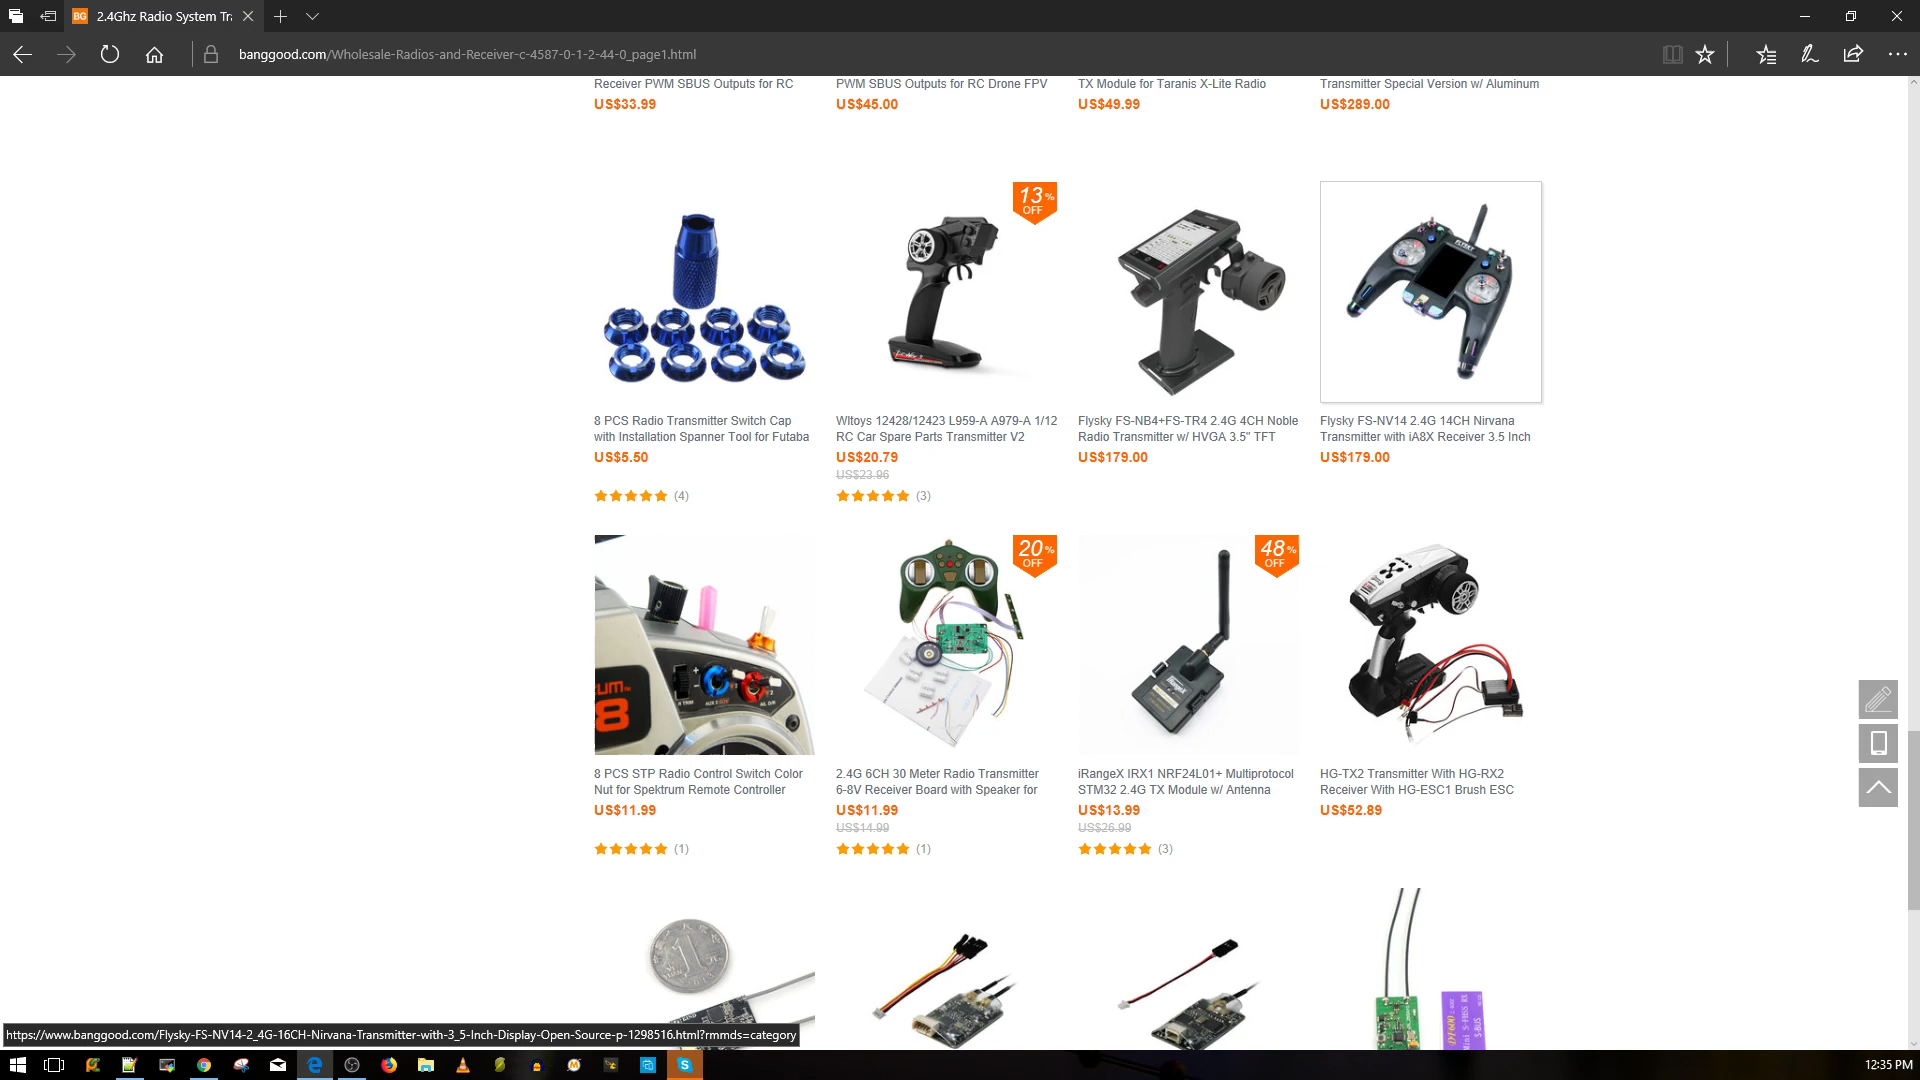 2.4Ghz Radio System Tr
banggood.com/Wholesale-Radios-and-Receiver-c-4587-0-1-2-44-0_page1.html
Receiver PWM SBUS Outputs for RC
US$33.99
PWM SBUS Outputs for RC Drone FPV
US$45.00
TX Module for Taranis X-Lite Radio
US$49.99
Transmitter Special Version w/ Aluminum
US$289.00
13% OFF
FLYSKY
8 PCS Radio Transmitter Switch Cap
with Installation Spanner Tool for Futaba
US$5.50
(4)
Wltoys 12428/12423 L959-A A979-A 1/12
RC Car Spare Parts Transmitter V2
US$20.79
US$23.96
(3)
Flysky FS-NB4+FS-TR4 2.4G 4CH Noble
Radio Transmitter w/ HVGA 3.5" TFT
US$179.00
Flysky FS-NV14 2.4G 14CH Nirvana
Transmitter with iA8X Receiver 3.5 Inch
US$179.00
20% OFF
48% OFF
8
iRangeX
8 PCS STP Radio Control Switch Color
Nut for Spektrum Remote Controller
US$11.99
(1)
2.4G 6CH 30 Meter Radio Transmitter
6-8V Receiver Board with Speaker for
US$11.99
US$14.99
(1)
iRangeX IRX1 NRF24L01+ Multiprotocol
STM32 2.4G TX Module w/ Antenna
US$13.99
US$26.99
(3)
HG-TX2 Transmitter With HG-RX2
Receiver With HG-ESC1 Brush ESC
US$52.89
1
DF600
Mini S-FHSS RX
S-BUS
https://www.banggood.com/Flysky-FS-NV14-2_4G-16CH-Nirvana-Transmitter-with-3_5-Inch-Display-Open-Source-p-1298516.html?rmmds=category
12:35 PM